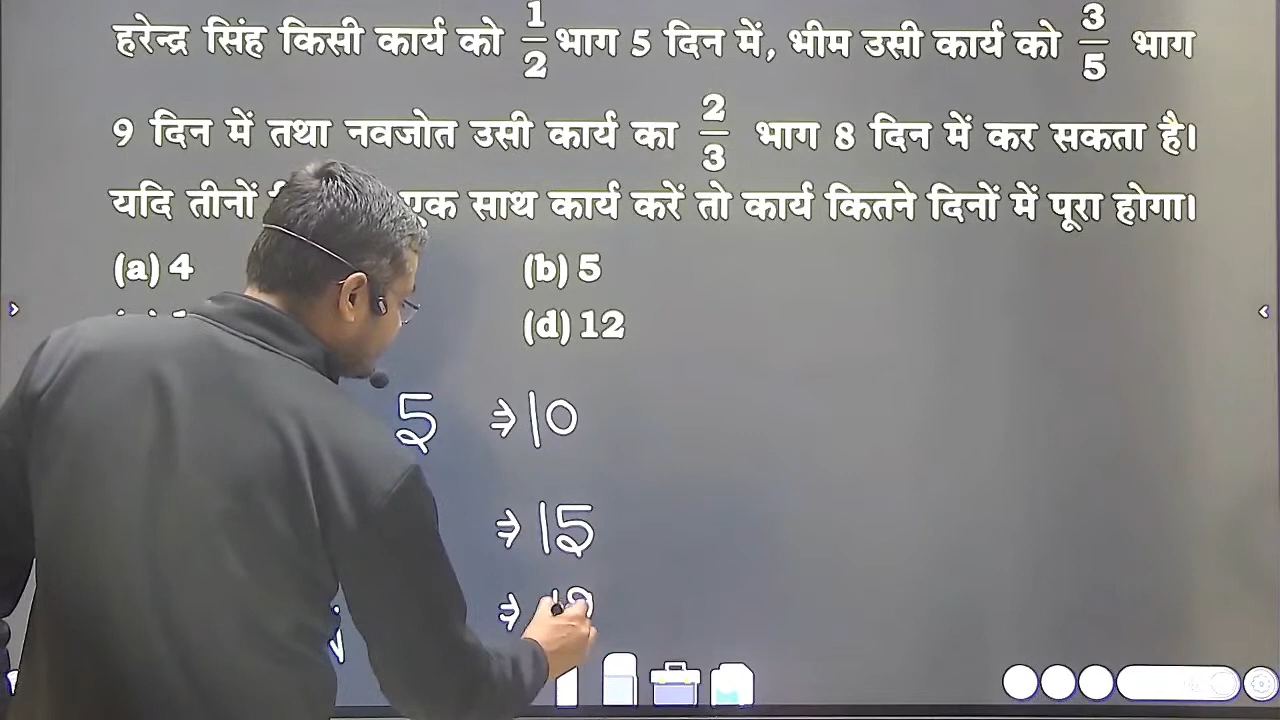 हरेन्द्र सिंह किसी कार्य को 1/2 भाग 5 दिन में, भीम उसी कार्य को 3/5 भाग
9 दिन में तथा नवजोत उसी कार्य का 2/3 भाग 8 दिन में कर सकता है।
यदि तीनों एक साथ कार्य करें तो कार्य कितने दिनों में पूरा होगा।
(a) 4 (b) 5
(d) 12
5 ⇒ 10
⇒ 15
⇒